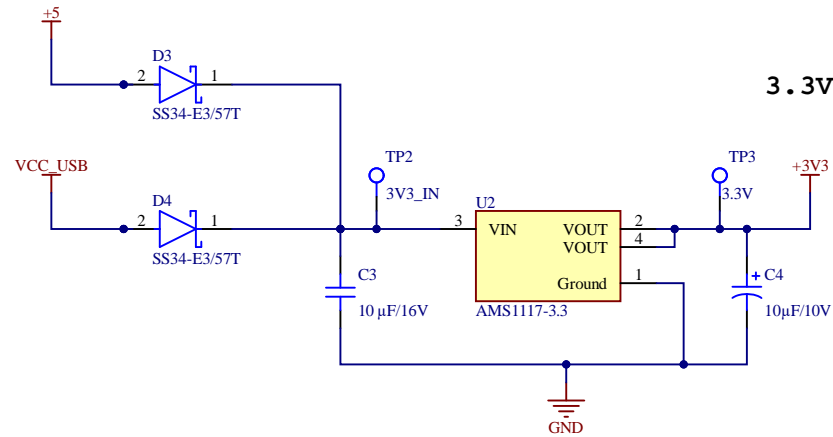 +5
D3
2 1
SS34-E3/57T
3.3V
VCC_USB
D4
2 1
SS34-E3/57T
TP2
3V3_IN
TP3
3.3V
+3V3
U2
3 VIN VOUT 2
VOUT 4
Ground 1
AMS1117-3.3
C3
10 µF/16V
+ C4
10µF/10V
GND